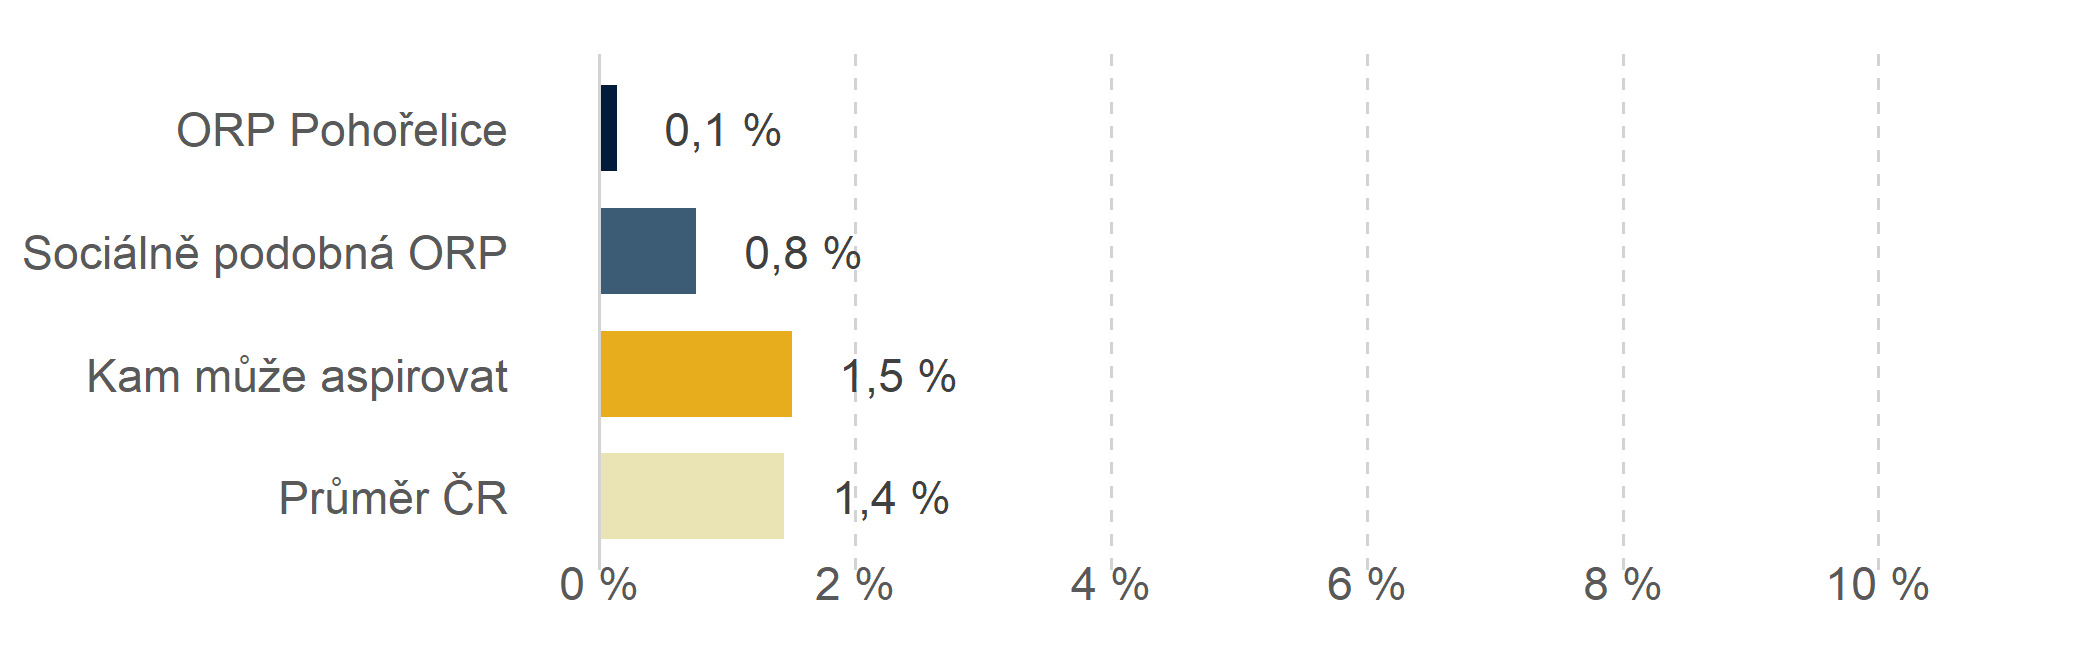 ORP Pohořelice
0,1 %
Sociálně podobná ORP
0,8 %
Kam může aspirovat
1,5 %
Průměr ČR
1,4 %
0 % 2 % 4 % 6 % 8 % 10 %